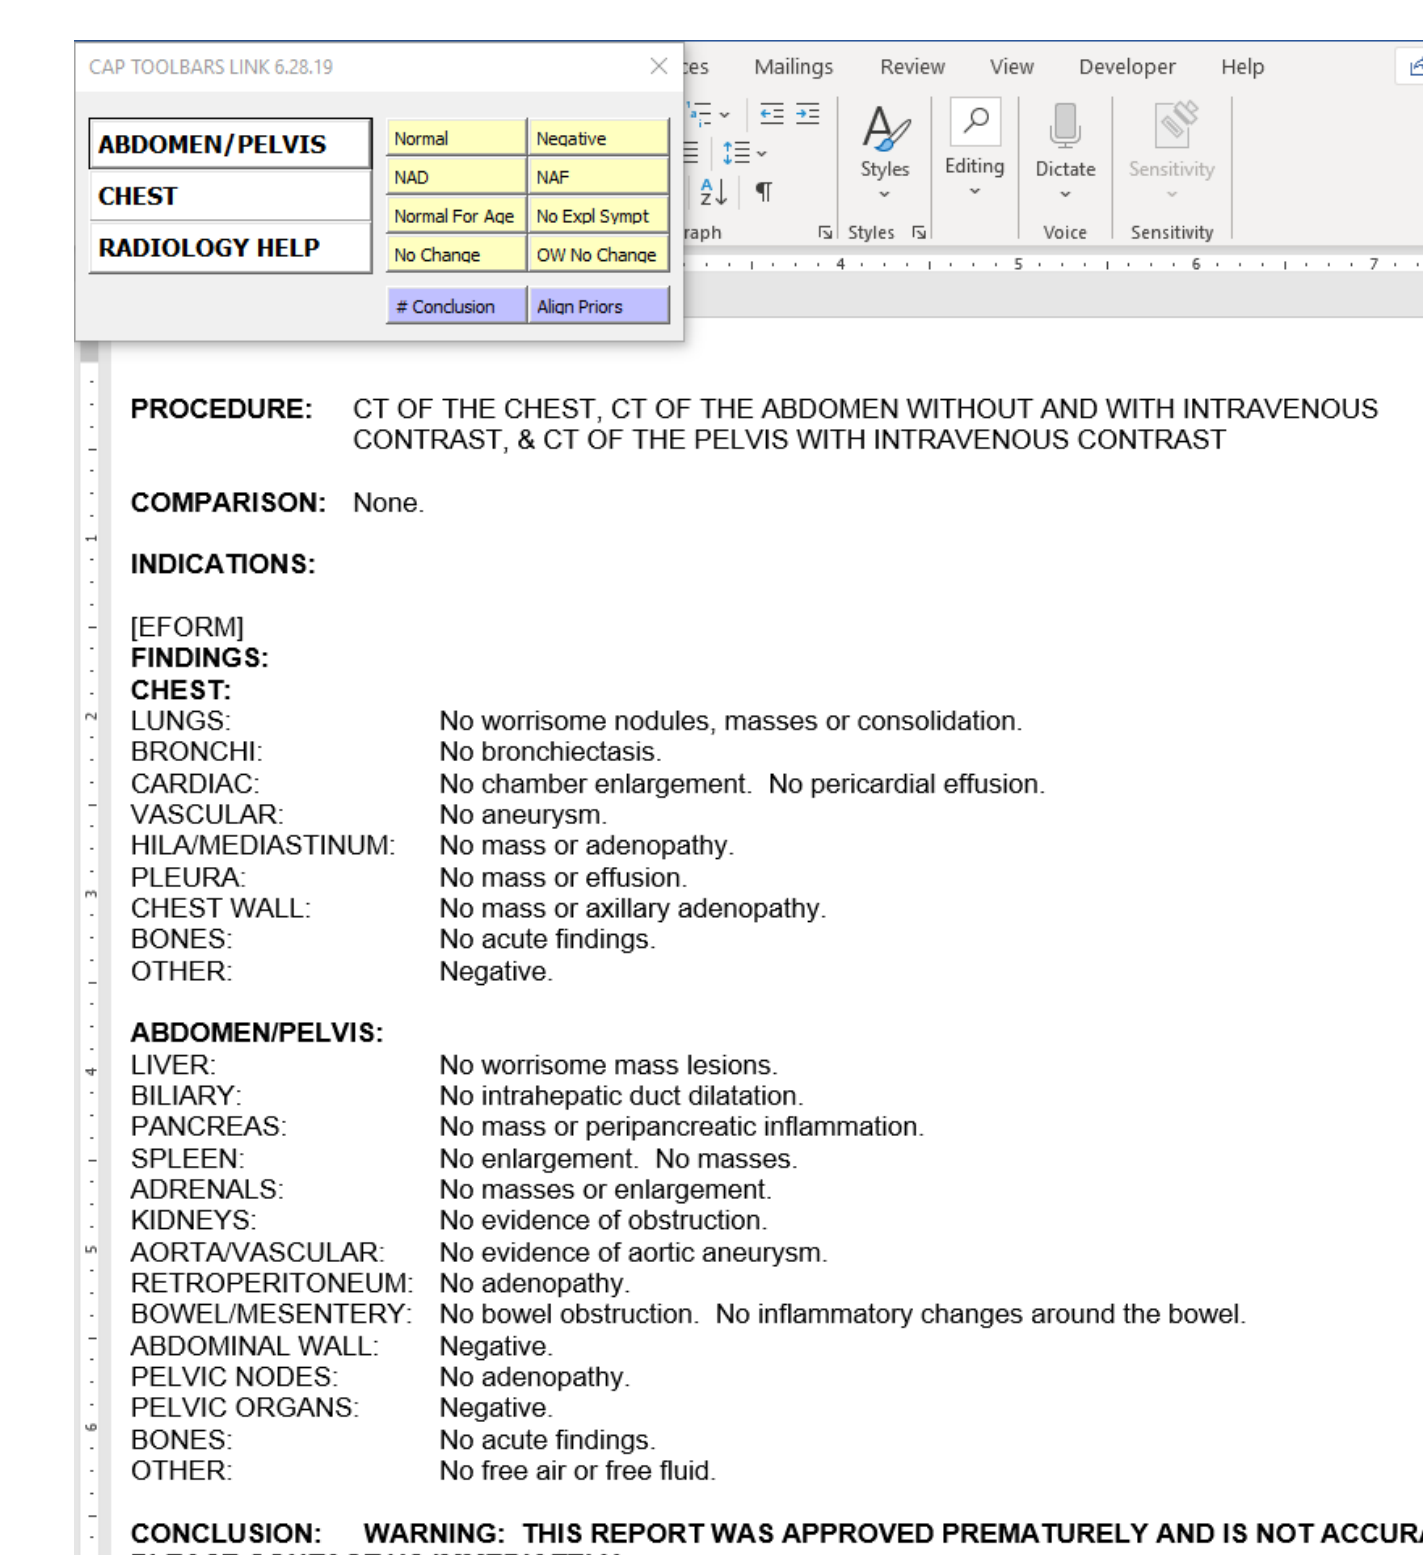 CAP TOOLBARS LINK 6.28.19
Mailings Review View Developer Help
ABDOMEN/PELVIS
CHEST
RADIOLOGY HELP
Normal Negative
NAD NAF
Normal For Age No Expl Sympt
No Change OW No Change
# Conclusion Align Priors
Styles Editing Dictate Sensitivity
Styles Voice Sensitivity
4 5 6 7
PROCEDURE: CT OF THE CHEST, CT OF THE ABDOMEN WITHOUT AND WITH INTRAVENOUS
CONTRAST, & CT OF THE PELVIS WITH INTRAVENOUS CONTRAST
COMPARISON: None.
INDICATIONS:
[EFORM]
FINDINGS:
CHEST:
LUNGS: No worrisome nodules, masses or consolidation.
BRONCHI: No bronchiectasis.
CARDIAC: No chamber enlargement. No pericardial effusion.
VASCULAR: No aneurysm.
HILA/MEDIASTINUM: No mass or adenopathy.
PLEURA: No mass or effusion.
CHEST WALL: No mass or axillary adenopathy.
BONES: No acute findings.
OTHER: Negative.
ABDOMEN/PELVIS:
LIVER: No worrisome mass lesions.
BILIARY: No intrahepatic duct dilatation.
PANCREAS: No mass or peripancreatic inflammation.
SPLEEN: No enlargement. No masses.
ADRENALS: No masses or enlargement.
KIDNEYS: No evidence of obstruction.
AORTA/VASCULAR: No evidence of aortic aneurysm.
RETROPERITONEUM: No adenopathy.
BOWEL/MESENTERY: No bowel obstruction. No inflammatory changes around the bowel.
ABDOMINAL WALL: Negative.
PELVIC NODES: No adenopathy.
PELVIC ORGANS: Negative.
BONES: No acute findings.
OTHER: No free air or free fluid.
CONCLUSION: WARNING: THIS REPORT WAS APPROVED PREMATURELY AND IS NOT